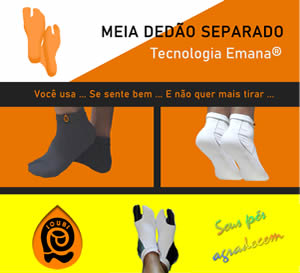 MEIA DEDÃO SEPARADO
Tecnologia Emana®
Você usa ... Se sente bem ... E não quer mais tirar ...
Seus pés
agradecem